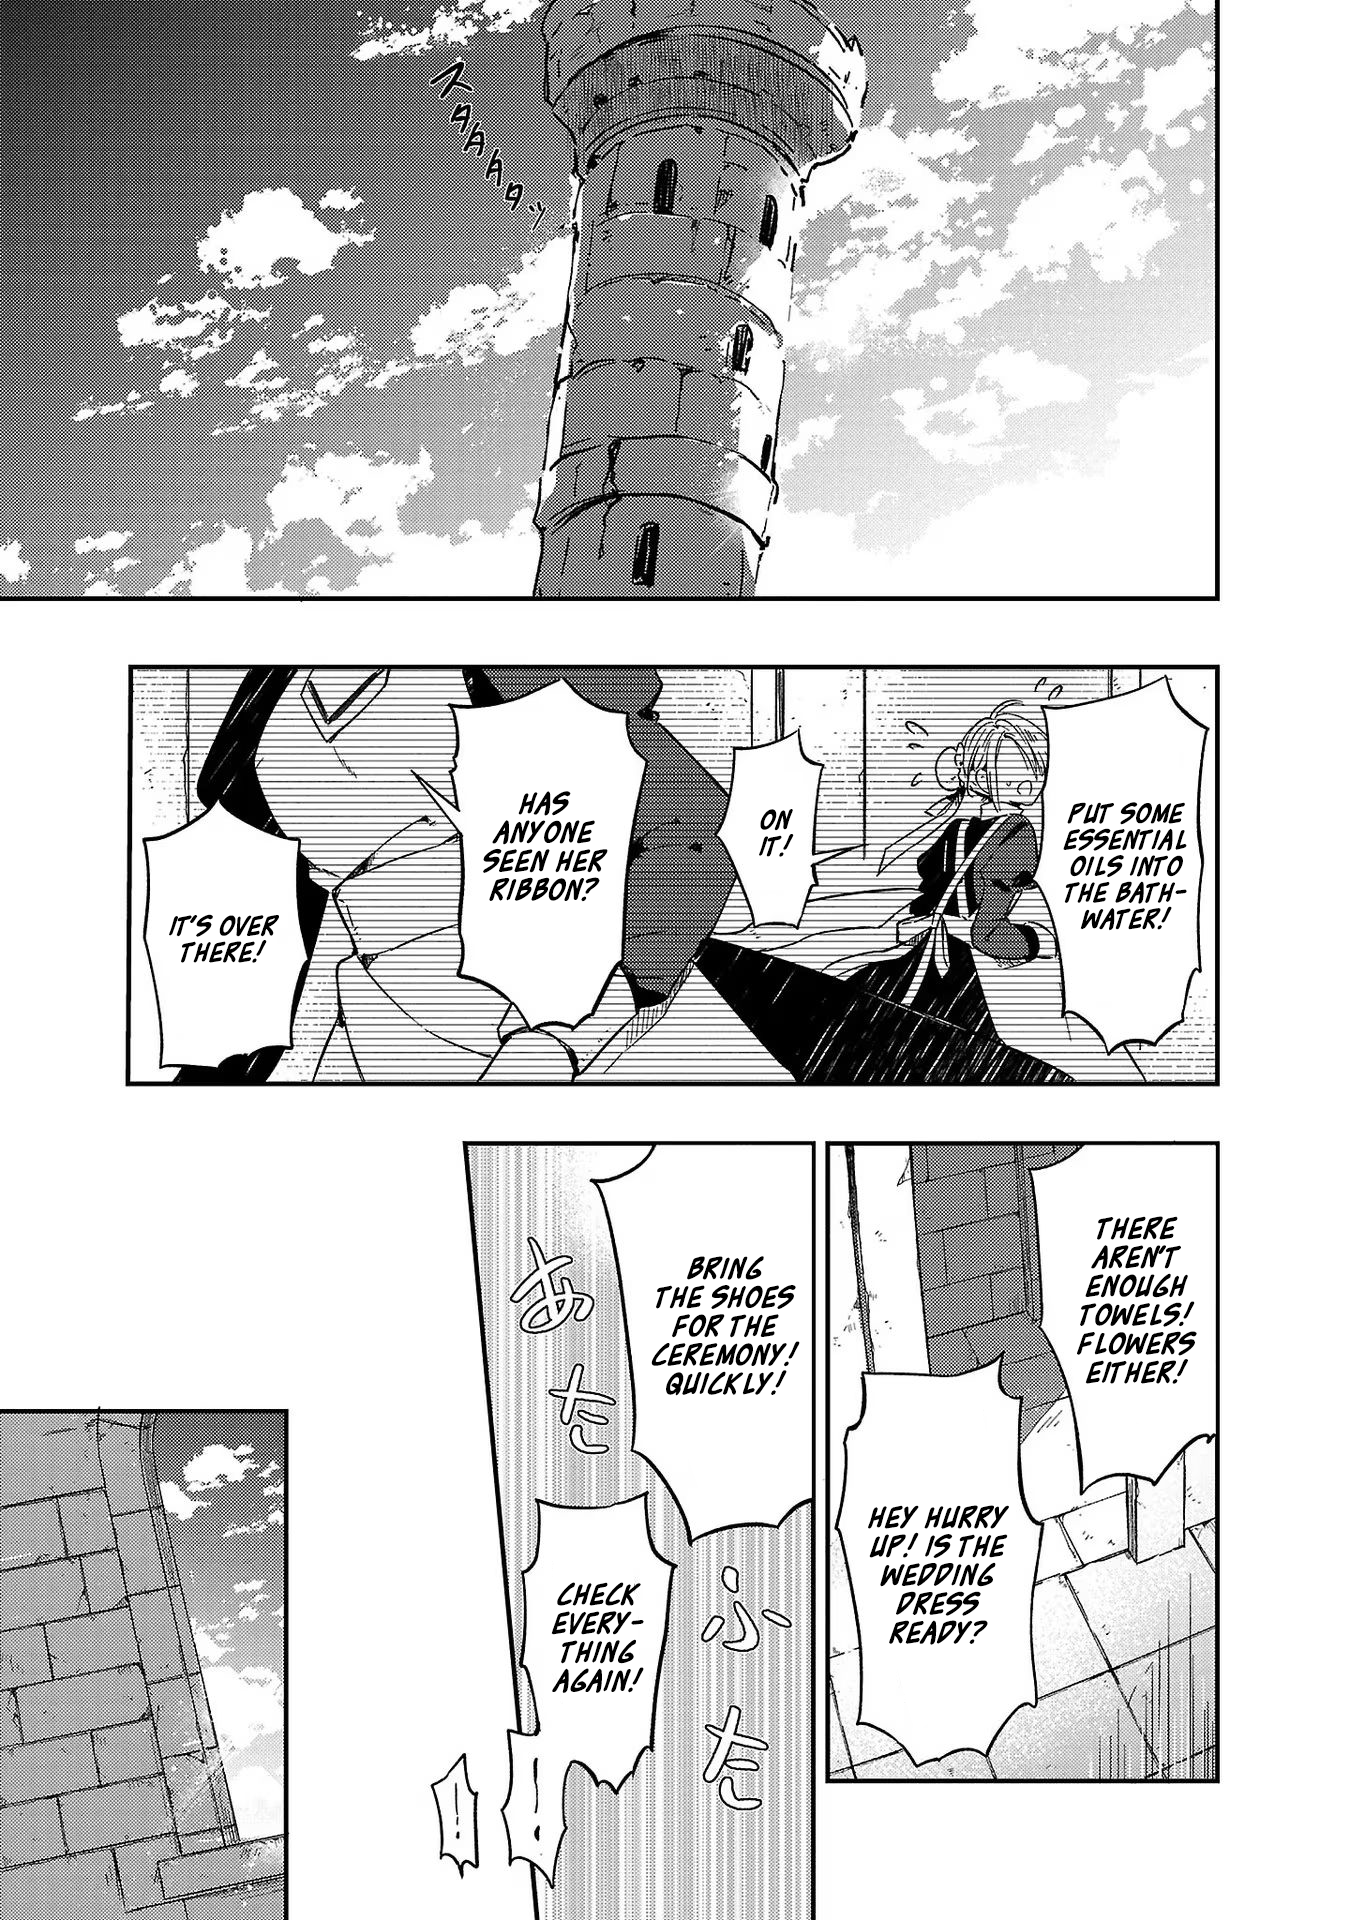 スタタタタッ
PUT SOME
ESSENTIAL
OILS INTO
THE BATH-
WATER!
ON
IT!
HAS
ANYONE
SEEN HER
RIBBON?
IT'S OVER
THERE!
THERE
AREN'T
ENOUGH
TOWELS!
FLOWERS
EITHER!
HEY HURRY
UP! IS THE
WEDDING
DRESS
READY?
BRING
THE SHOES
FOR THE
CEREMONY!
QUICKLY!
あた
ふた
CHECK
EVERY-
THING
AGAIN!
...!
...!